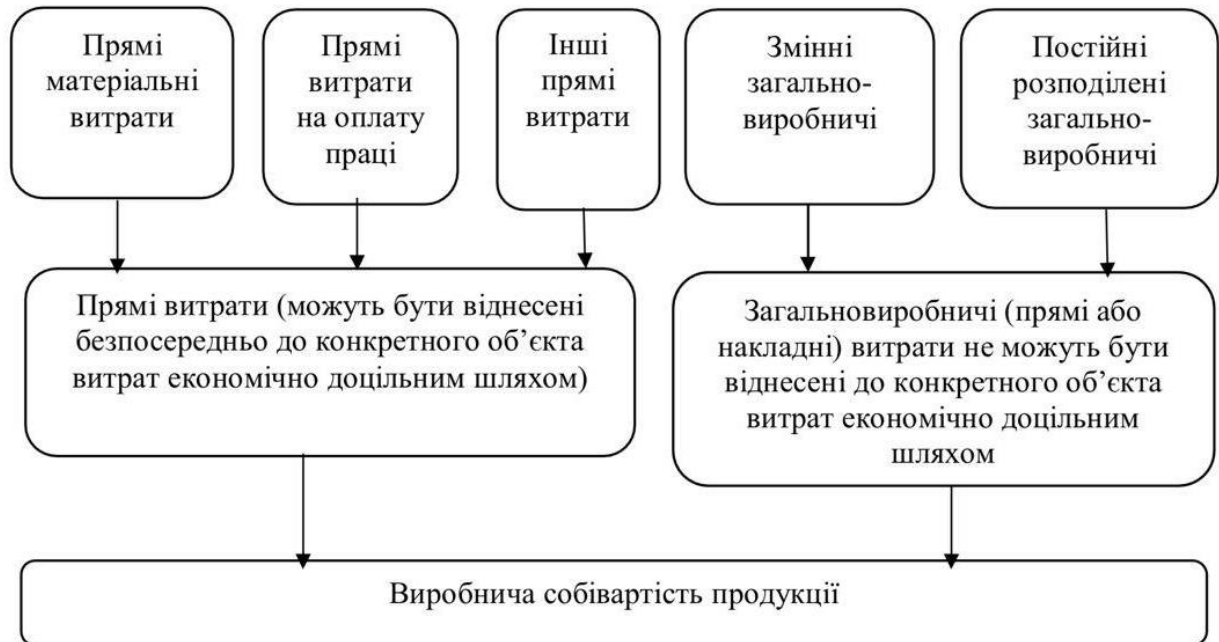 Прямі
матеріальні
витрати
Прямі
витрати
на оплату
праці
Інші
прямі
витрати
Змінні
загально-
виробничі
Постійні
розподілені
загально-
виробничі
Прямі витрати (можуть бути віднесені
безпосередньо до конкретного об’єкта
витрат економічно доцільним шляхом)
Загальновиробничі (прямі або
накладні) витрати не можуть бути
віднесені до конкретного об’єкта
витрат економічно доцільним
шляхом
Виробнича собівартість продукції